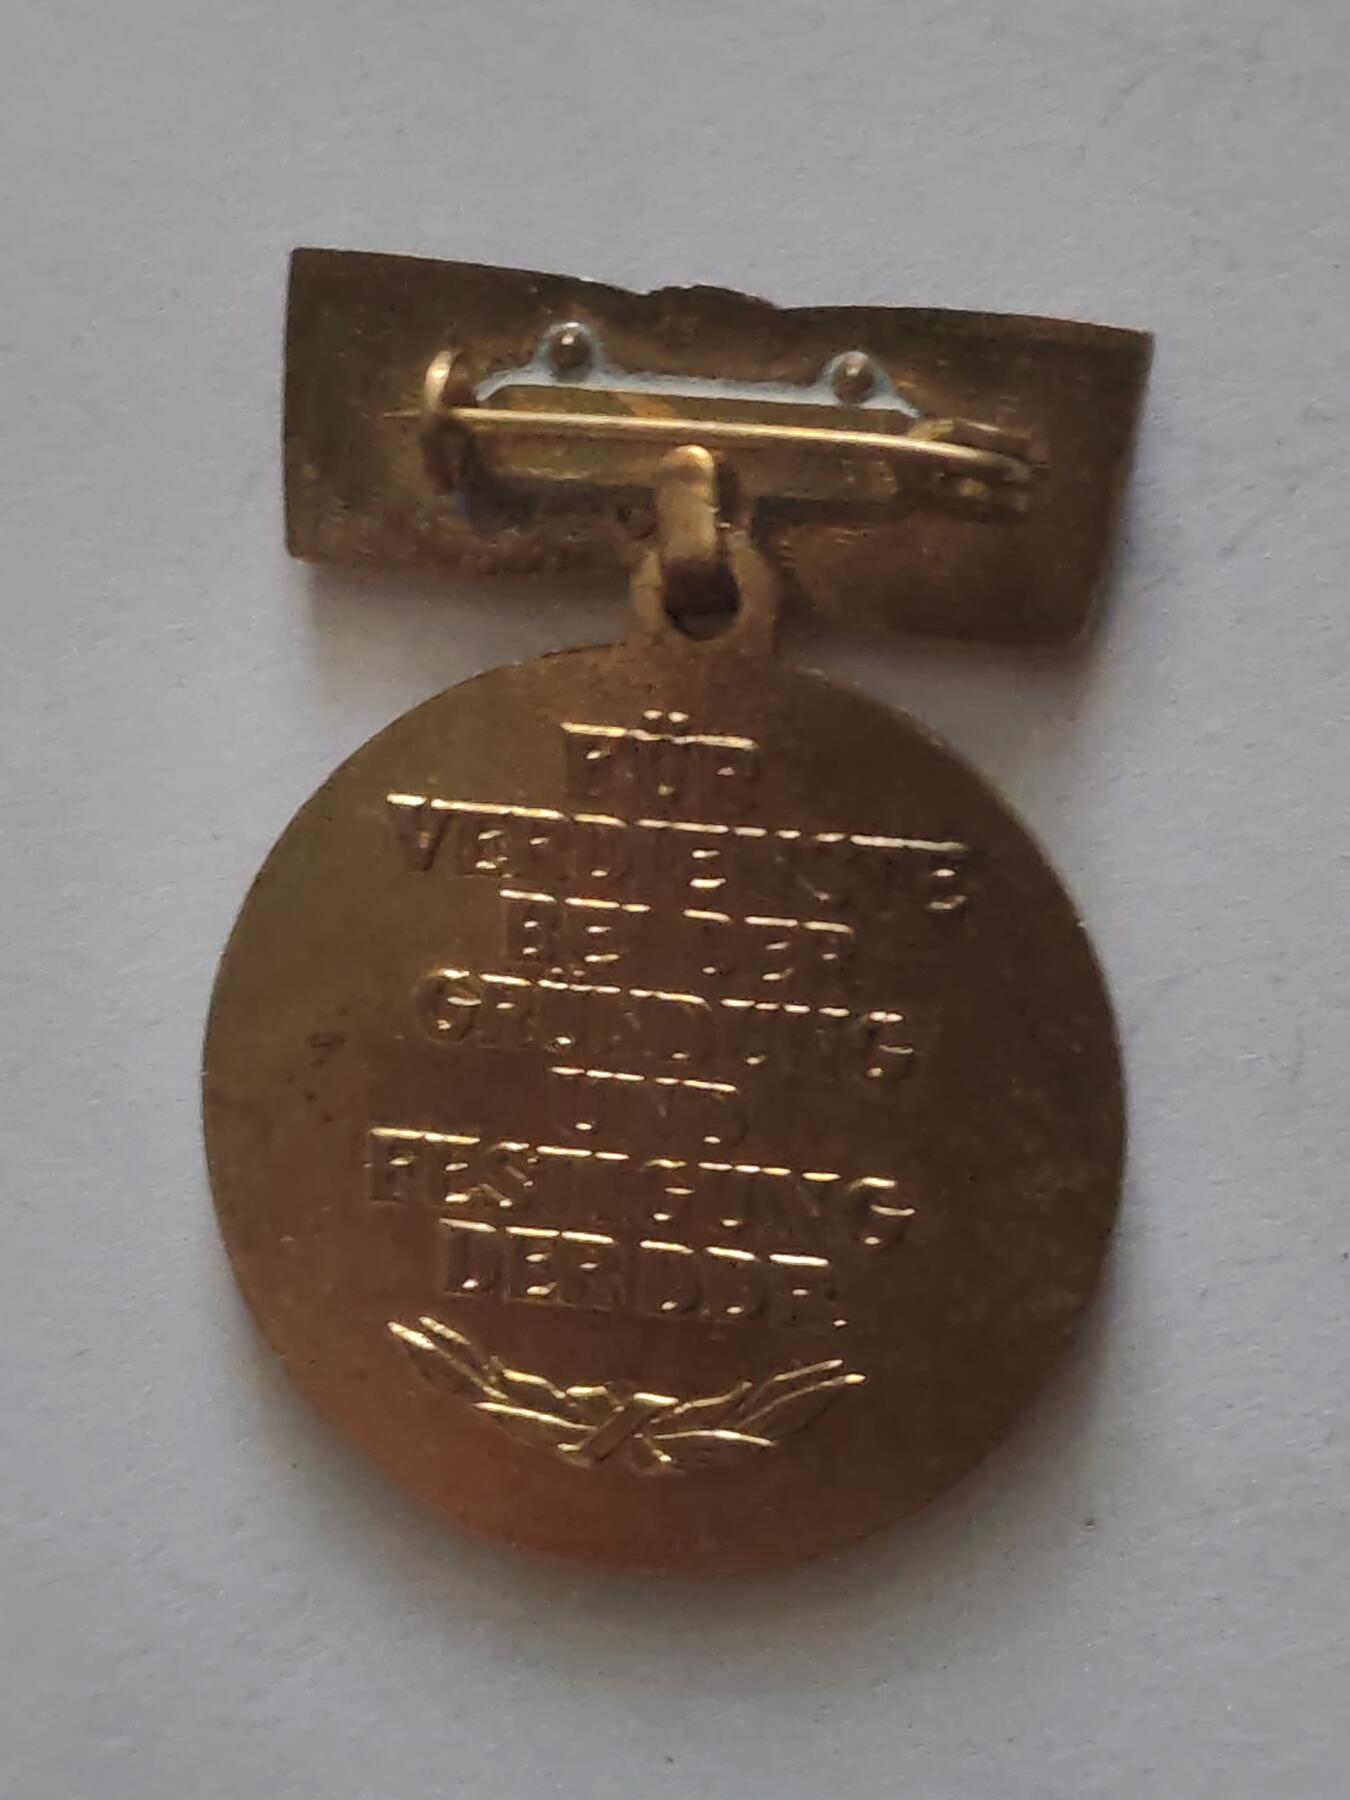 FÜR
VERDIENSTE
BEI DER
GRÜNDUNG
UND
FESTIGUNG
DER DDR